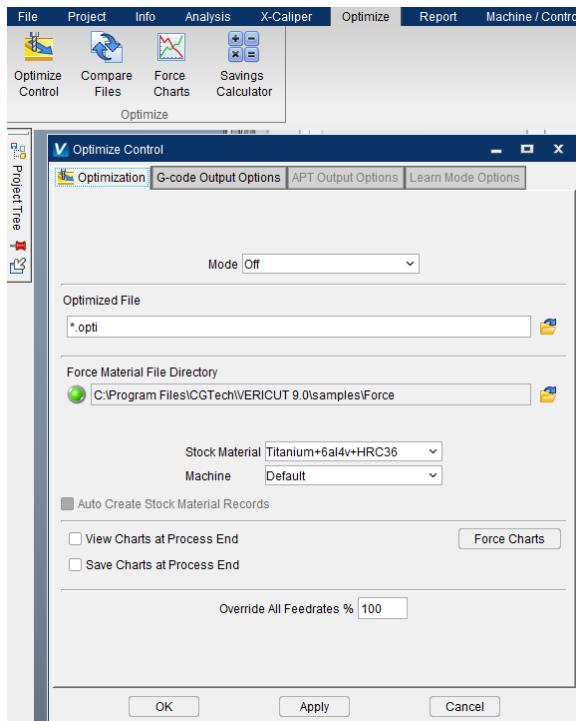 File Project Info Analysis X-Caliper Optimize Report Machine / Contro
Optimize Control
Compare Files
Force Charts
Savings Calculator
Optimize
Project Tree
Optimize Control
Optimization G-code Output Options APT Output Options Learn Mode Options
Mode Off
Optimized File
*.opti
Force Material File Directory
C:\Program Files\CGTech\VERICUT 9.0\samples\Force
Stock Material Titanium+6al4v+HRC36
Machine Default
Auto Create Stock Material Records
View Charts at Process End Force Charts
Save Charts at Process End
Override All Feedrates % 100
OK Apply Cancel